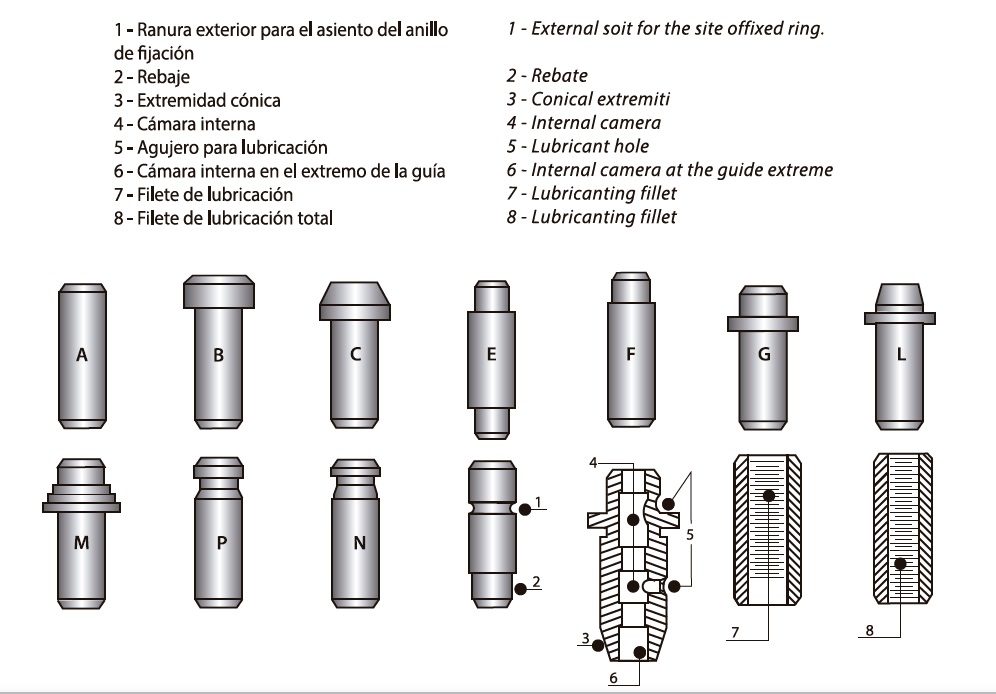 1 - Ranura exterior para el asiento del anillo
de fijación
2 - Rebaje
3 - Extremidad cónica
4 - Cámara interna
5 - Agujero para lubricación
6 - Cámara interna en el extremo de la guía
7 - Filete de lubricación
8 - Filete de lubricación total
1 - External soit for the site offixed ring.
2 - Rebate
3 - Conical extremiti
4 - Internal camera
5 - Lubricant hole
6 - Internal camera at the guide extreme
7 - Lubricanting fillet
8 - Lubricanting fillet
A B C E F G L
M P N
4
1
5
2
3
6
7
8